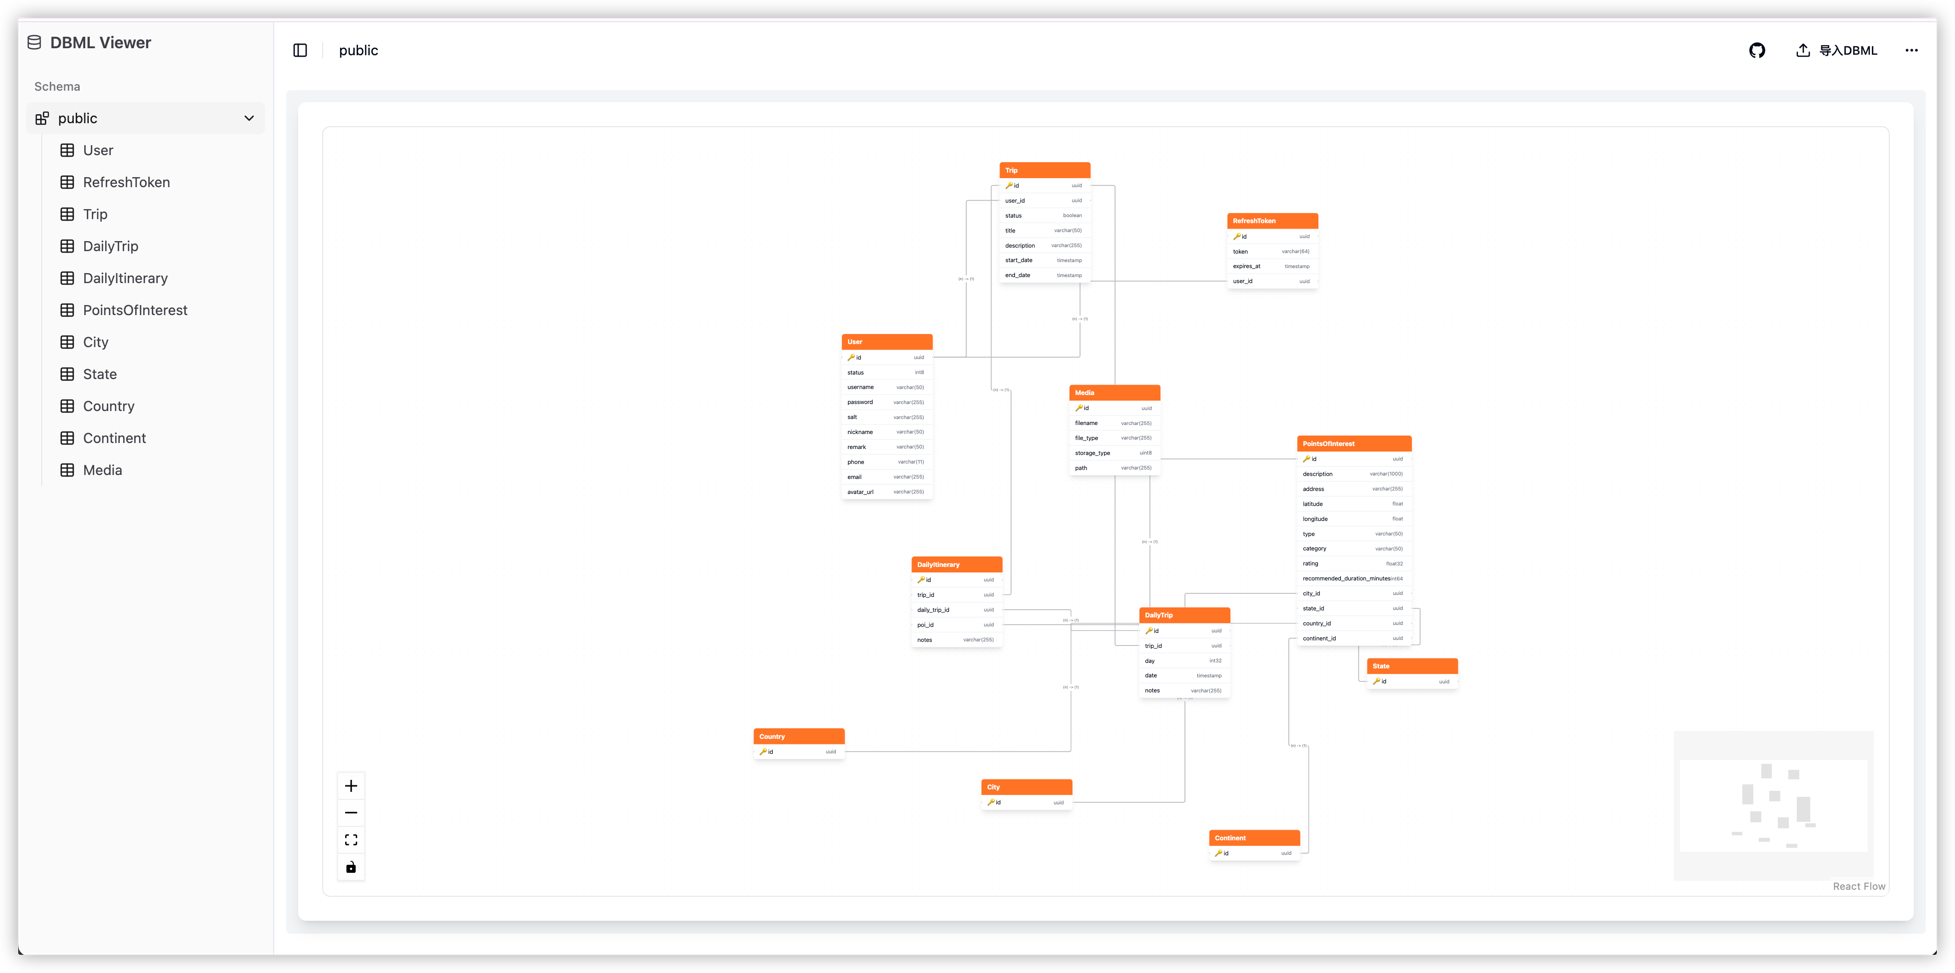 DBML Viewer
Schema
public
User
RefreshToken
Trip
DailyTrip
DailyItinerary
PointsOfInterest
City
State
Country
Continent
Media
public
导入DBML
Trip
id uuid
user_id uuid
status boolean
title varchar(50)
description varchar(255)
start_date timestamp
end_date timestamp
RefreshToken
id uuid
token varchar(64)
expires_at timestamp
user_id uuid
User
id uuid
status int8
username varchar(50)
password varchar(255)
salt varchar(255)
nickname varchar(50)
remark varchar(50)
phone varchar(11)
email varchar(255)
avatar_url varchar(255)
Media
id uuid
filename varchar(255)
file_type varchar(255)
storage_type uint8
path varchar(255)
PointsOfInterest
id uuid
description varchar(1000)
address varchar(255)
latitude float
longitude float
type varchar(50)
category varchar(50)
rating float32
recommended_duration_minutes int64
city_id uuid
state_id uuid
country_id uuid
continent_id uuid
DailyItinerary
id uuid
trip_id uuid
daily_trip_id uuid
poi_id uuid
notes varchar(255)
DailyTrip
id uuid
trip_id uuid
day int32
date timestamp
notes varchar(255)
State
id uuid
Country
id uuid
City
id uuid
Continent
id uuid
React Flow